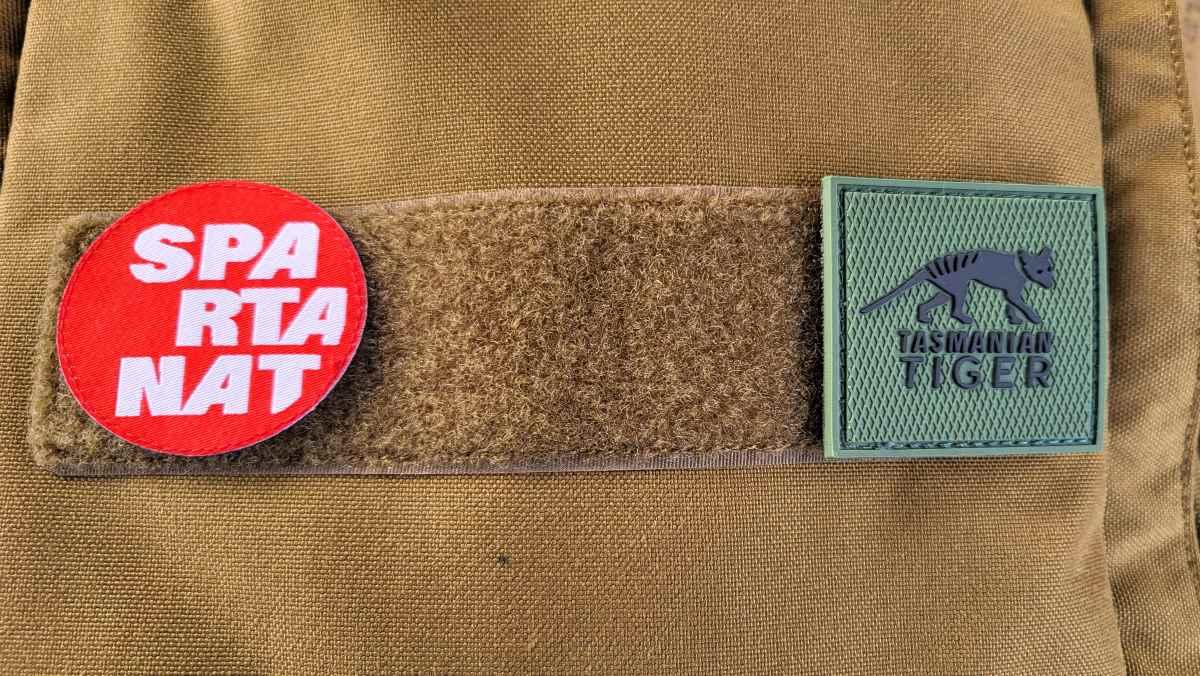 SPA
RTA
NAT
TASMANIAN
TIGER